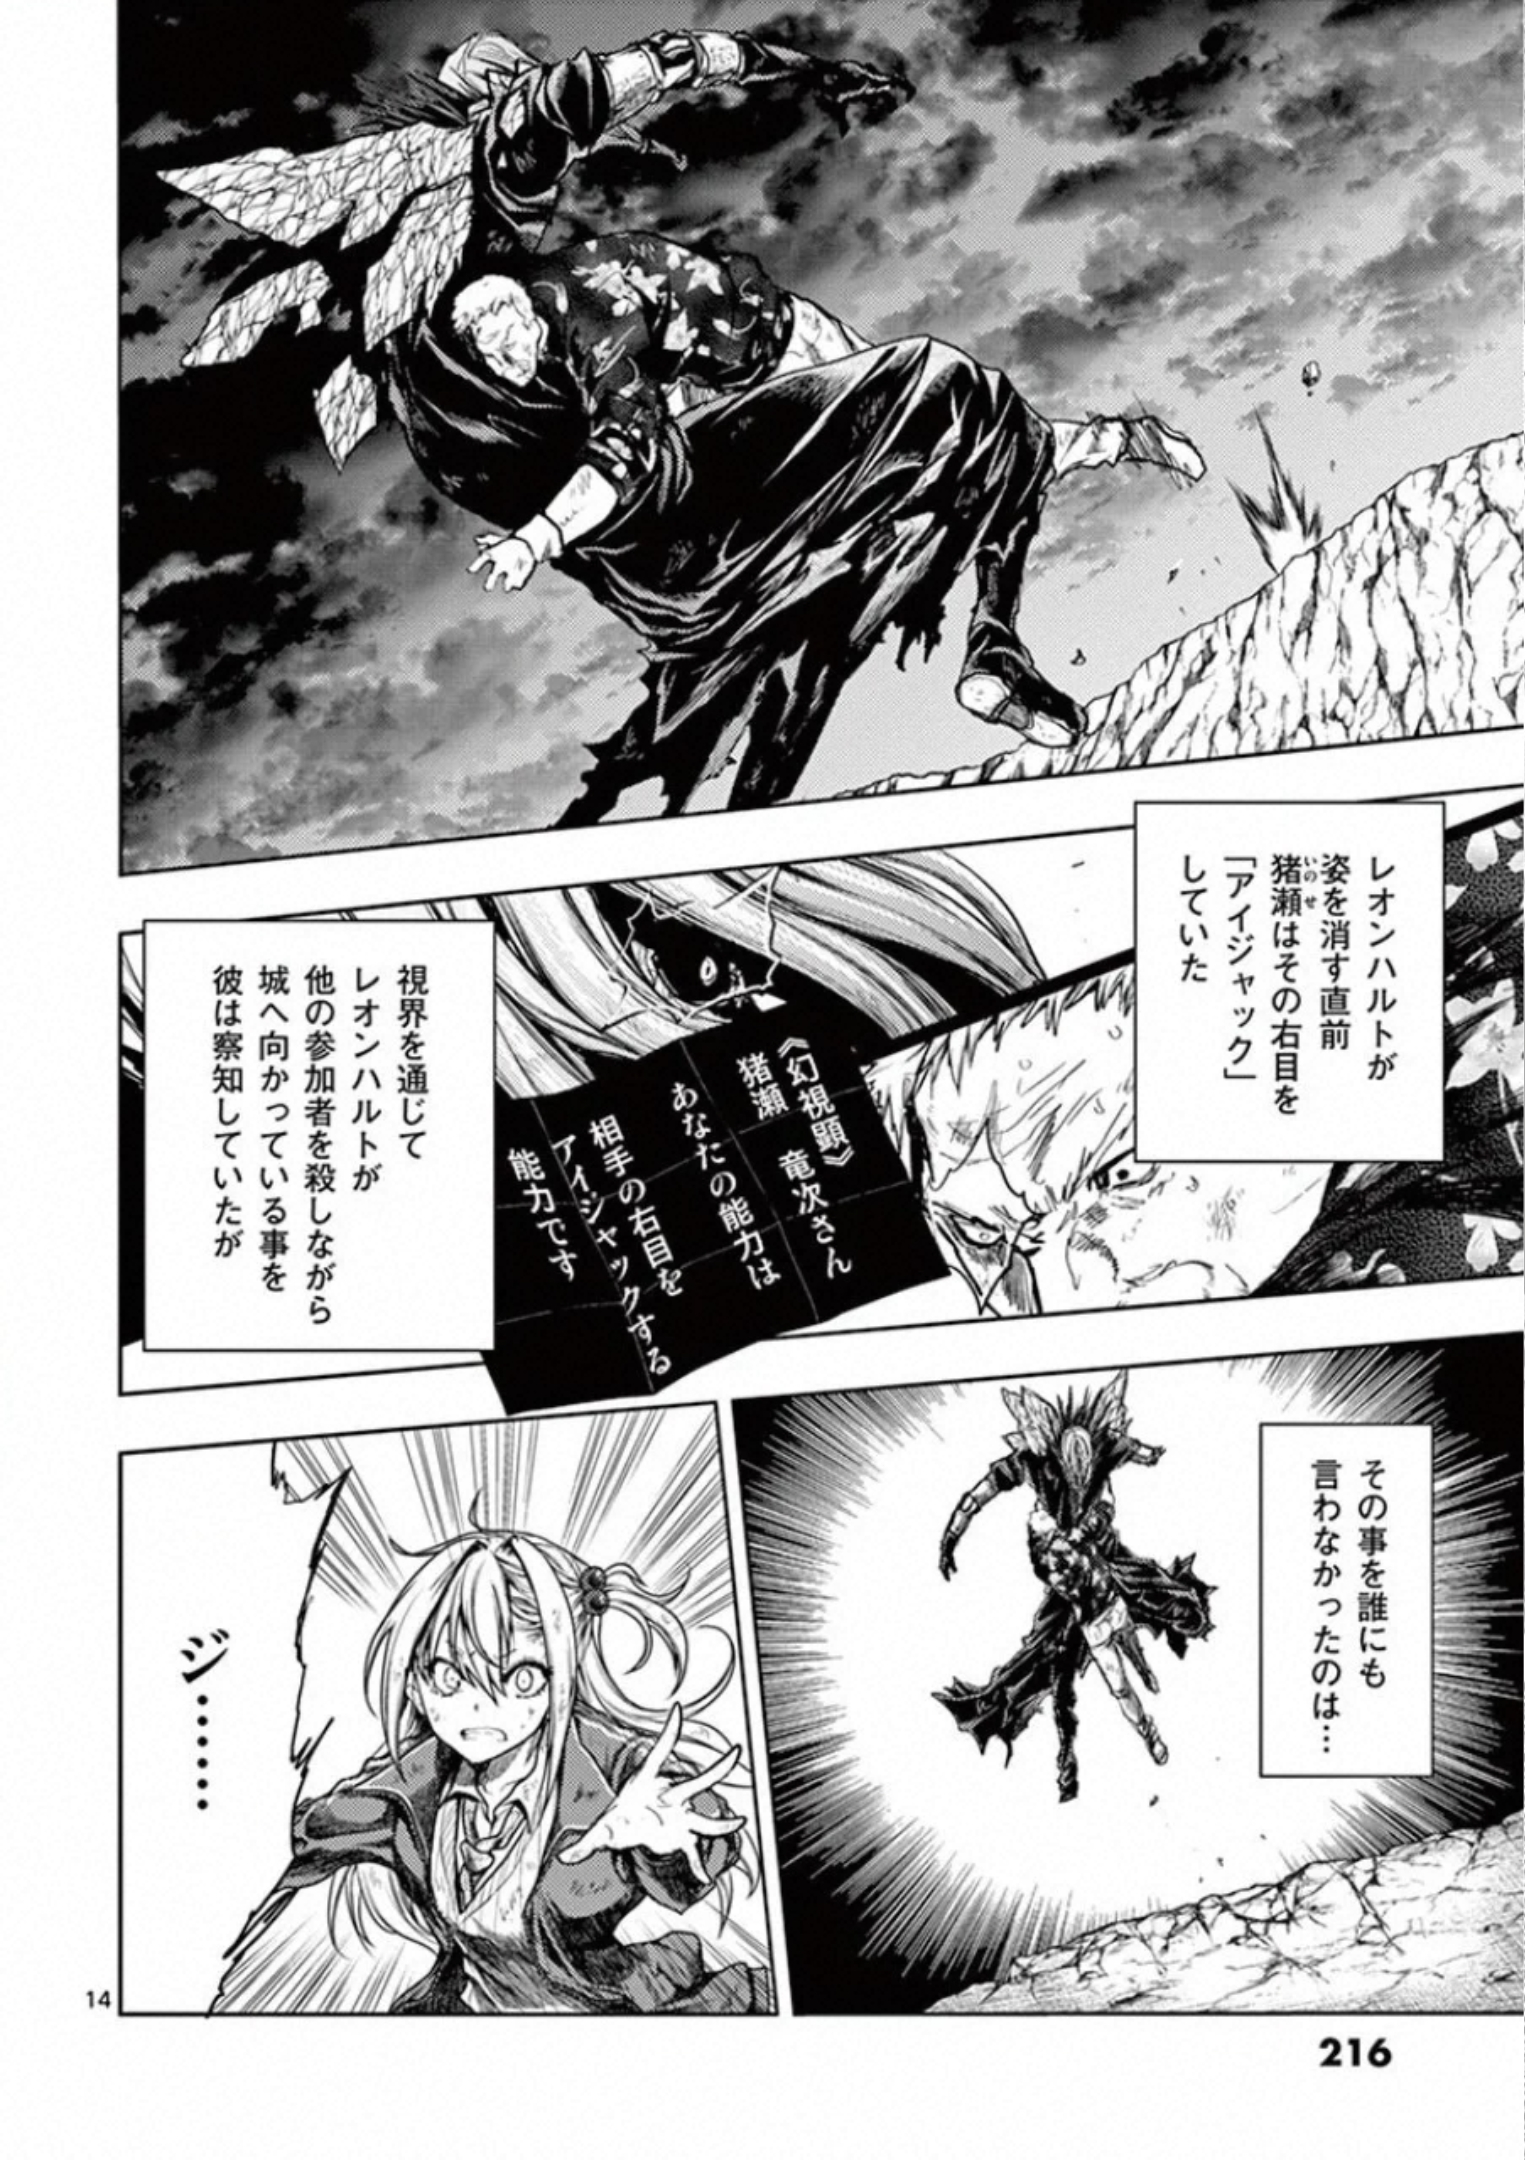 レオンハルトが
姿を消す直前
猪瀬はその右目を
いのせ
「アイジャック」
していた
《幻視顕》
猪瀬　竜次さん
あなたの能力は
相手の右目を
アイジャックする
能力です
視界を通じて
レオンハルトが
他の参加者を殺しながら
城へ向かっている事を
彼は察知していたが
その事を誰にも
言わなかったのは…
ジ……
14
216